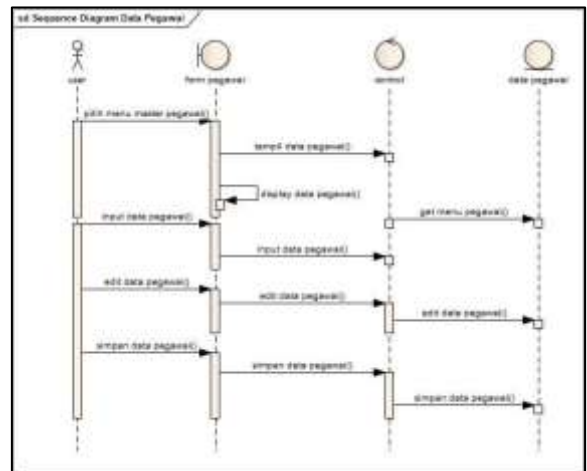 sd Sequence Diagram Data Pegawai
user
form pegawai
control
data pegawai
pilih menu master pegawai()
tampil data pegawai()
display data pegawai()
get menu pegawai()
input data pegawai()
input data pegawai()
edit data pegawai()
edit data pegawai()
edit data pegawai()
simpan data pegawai()
simpan data pegawai()
simpan data pegawai()